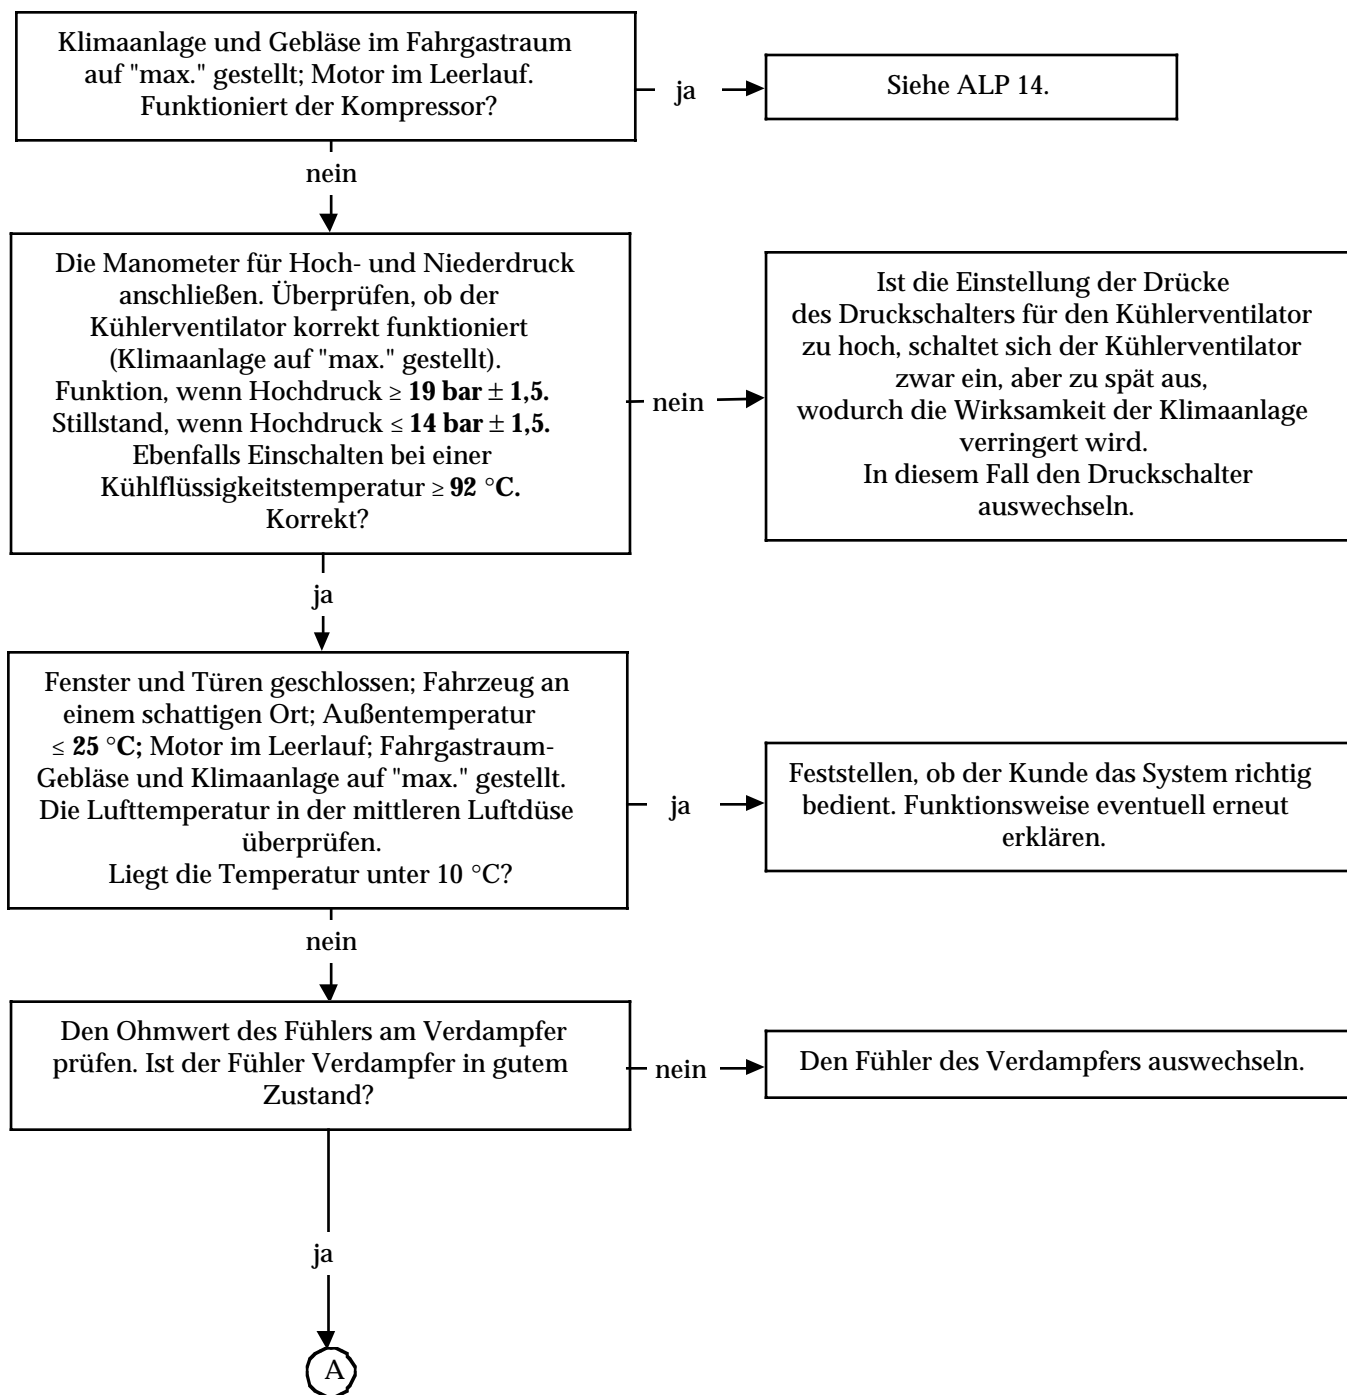 Klimaanlage und Gebläse im Fahrgastraum
auf "max." gestellt; Motor im Leerlauf.
Funktioniert der Kompressor?
ja
Siehe ALP 14.
nein
Die Manometer für Hoch- und Niederdruck
anschließen. Überprüfen, ob der
Kühlerventilator korrekt funktioniert
(Klimaanlage auf "max." gestellt).
Funktion, wenn Hochdruck ≥ 19 bar ± 1,5.
Stillstand, wenn Hochdruck ≤ 14 bar ± 1,5.
Ebenfalls Einschalten bei einer
Kühlflüssigkeitstemperatur ≥ 92 °C.
Korrekt?
nein
Ist die Einstellung der Drücke
des Druckschalters für den Kühlerventilator
zu hoch, schaltet sich der Kühlerventilator
zwar ein, aber zu spät aus,
wodurch die Wirksamkeit der Klimaanlage
verringert wird.
In diesem Fall den Druckschalter
auswechseln.
ja
Fenster und Türen geschlossen; Fahrzeug an
einem schattigen Ort; Außentemperatur
≤ 25 °C; Motor im Leerlauf; Fahrgastraum-
Gebläse und Klimaanlage auf "max." gestellt.
Die Lufttemperatur in der mittleren Luftdüse
überprüfen.
Liegt die Temperatur unter 10 °C?
ja
Feststellen, ob der Kunde das System richtig
bedient. Funktionsweise eventuell erneut
erklären.
nein
Den Ohmwert des Fühlers am Verdampfer
prüfen. Ist der Fühler Verdampfer in gutem
Zustand?
nein
Den Fühler des Verdampfers auswechseln.
ja
A